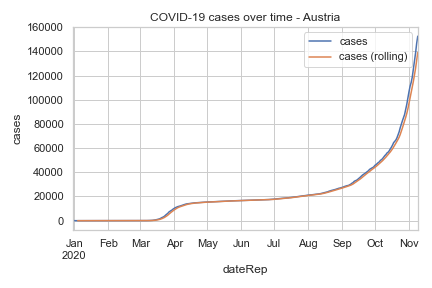 COVID-19 cases over time - Austria
cases
cases (rolling)
160000
140000
120000
100000
80000
60000
40000
20000
0
cases
Jan Feb Mar Apr May Jun Jul Aug Sep Oct Nov
2020
dateRep